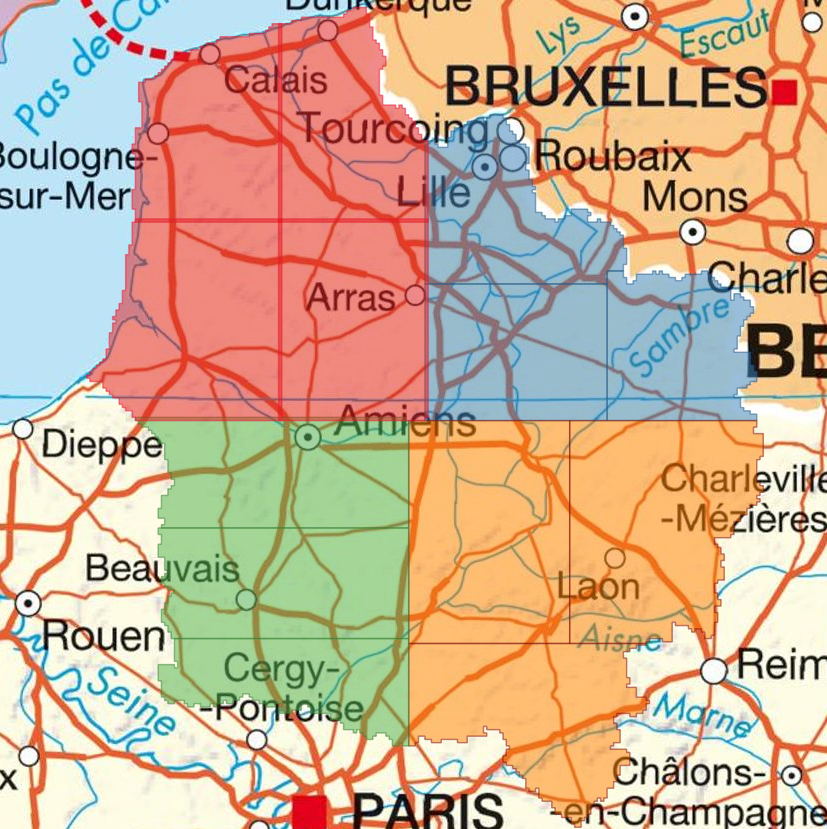 Dunkerque
Pas de Cal
Lys
Escaut
M
Calais
BRUXELLES
Tourcoing
Boulogne-
-sur-Mer
Roubaix
Lille
Mons
Charle
Arras
Sambre
BE
Amiens
Dieppe
Charleville
-Mézières
Beauvais
Laon
Rouen
Aisne
Cergy-
-Pontoise
Reim
Seine
Marne
Châlons-
-en-Champagne
x
PARIS